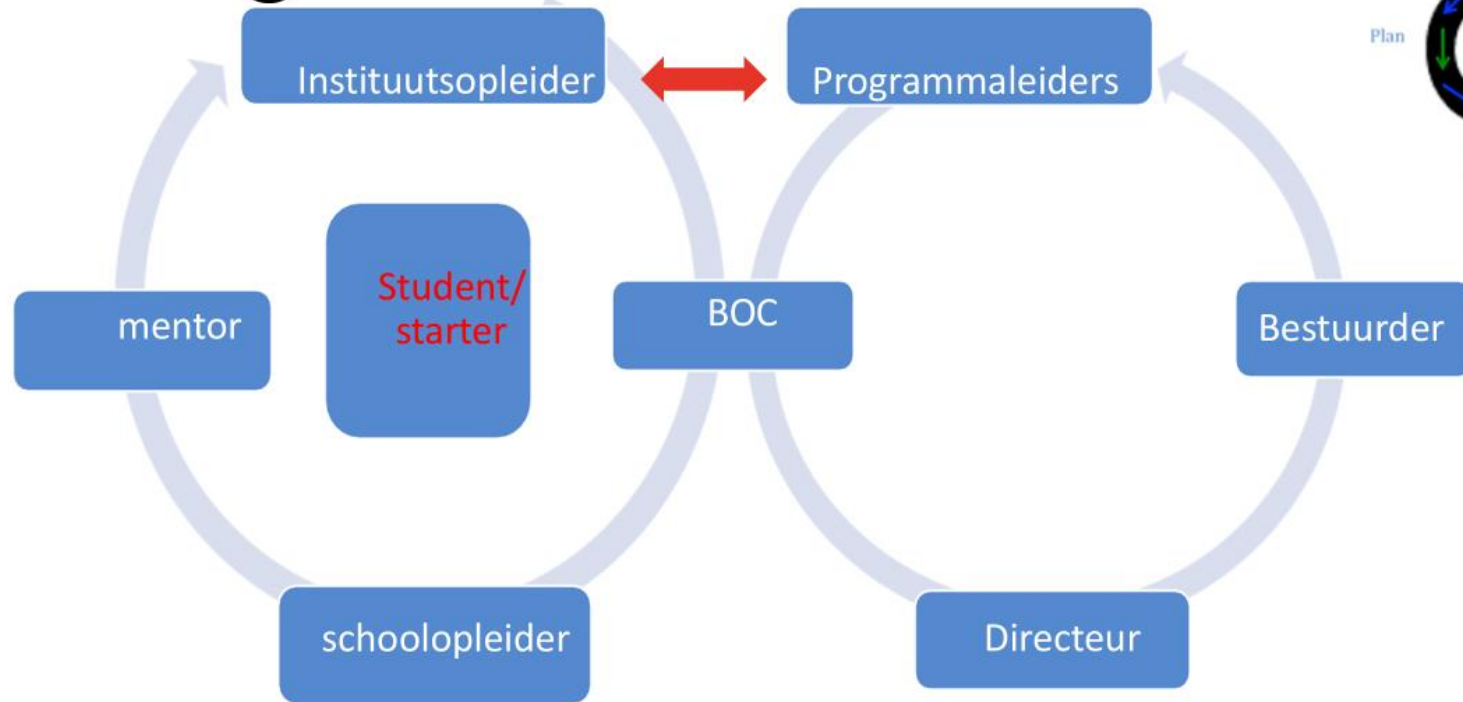 Plan
Instituutsopleider
Programmaleiders
Student/
starter
mentor
BOC
Bestuurder
schoolopleider
Directeur